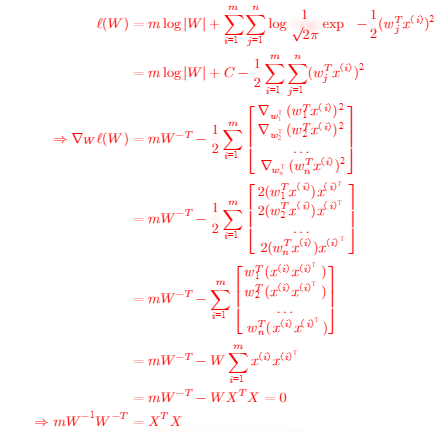 ℓ(W) = m log |W| + ∑_{i=1}^{m} ∑_{j=1}^{n} log 1/√2π exp −1/2 (w_j^T x^{(i)})^2
= m log |W| + C − 1/2 ∑_{i=1}^{m} ∑_{j=1}^{n} (w_j^T x^{(i)})^2
⇒ ∇_W ℓ(W) = mW^{−T} − 1/2 ∑_{i=1}^{m} [ ∇_{w_1^T} (w_1^T x^{(i)})^2
∇_{w_2^T} (w_2^T x^{(i)})^2
...
∇_{w_n^T} (w_n^T x^{(i)})^2 ]
= mW^{−T} − 1/2 ∑_{i=1}^{m} [ 2(w_1^T x^{(i)})x^{(i)^T}
2(w_2^T x^{(i)})x^{(i)^T}
...
2(w_n^T x^{(i)})x^{(i)^T} ]
= mW^{−T} − ∑_{i=1}^{m} [ w_1^T (x^{(i)} x^{(i)^T})
w_2^T (x^{(i)} x^{(i)^T})
...
w_n^T (x^{(i)} x^{(i)^T}) ]
= mW^{−T} − W ∑_{i=1}^{m} x^{(i)} x^{(i)^T}
= mW^{−T} − W X^T X = 0
⇒ mW^{−1} W^{−T} = X^T X